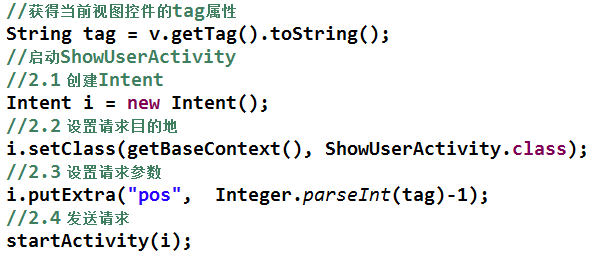 //获得当前视图控件的tag属性
String tag = v.getTag().toString();
//启动ShowUserActivity
//2.1 创建Intent
Intent i = new Intent();
//2.2 设置请求目的地
i.setClass(getBaseContext(), ShowUserActivity.class);
//2.3 设置请求参数
i.putExtra("pos",  Integer.parseInt(tag)-1);
//2.4 发送请求
startActivity(i);